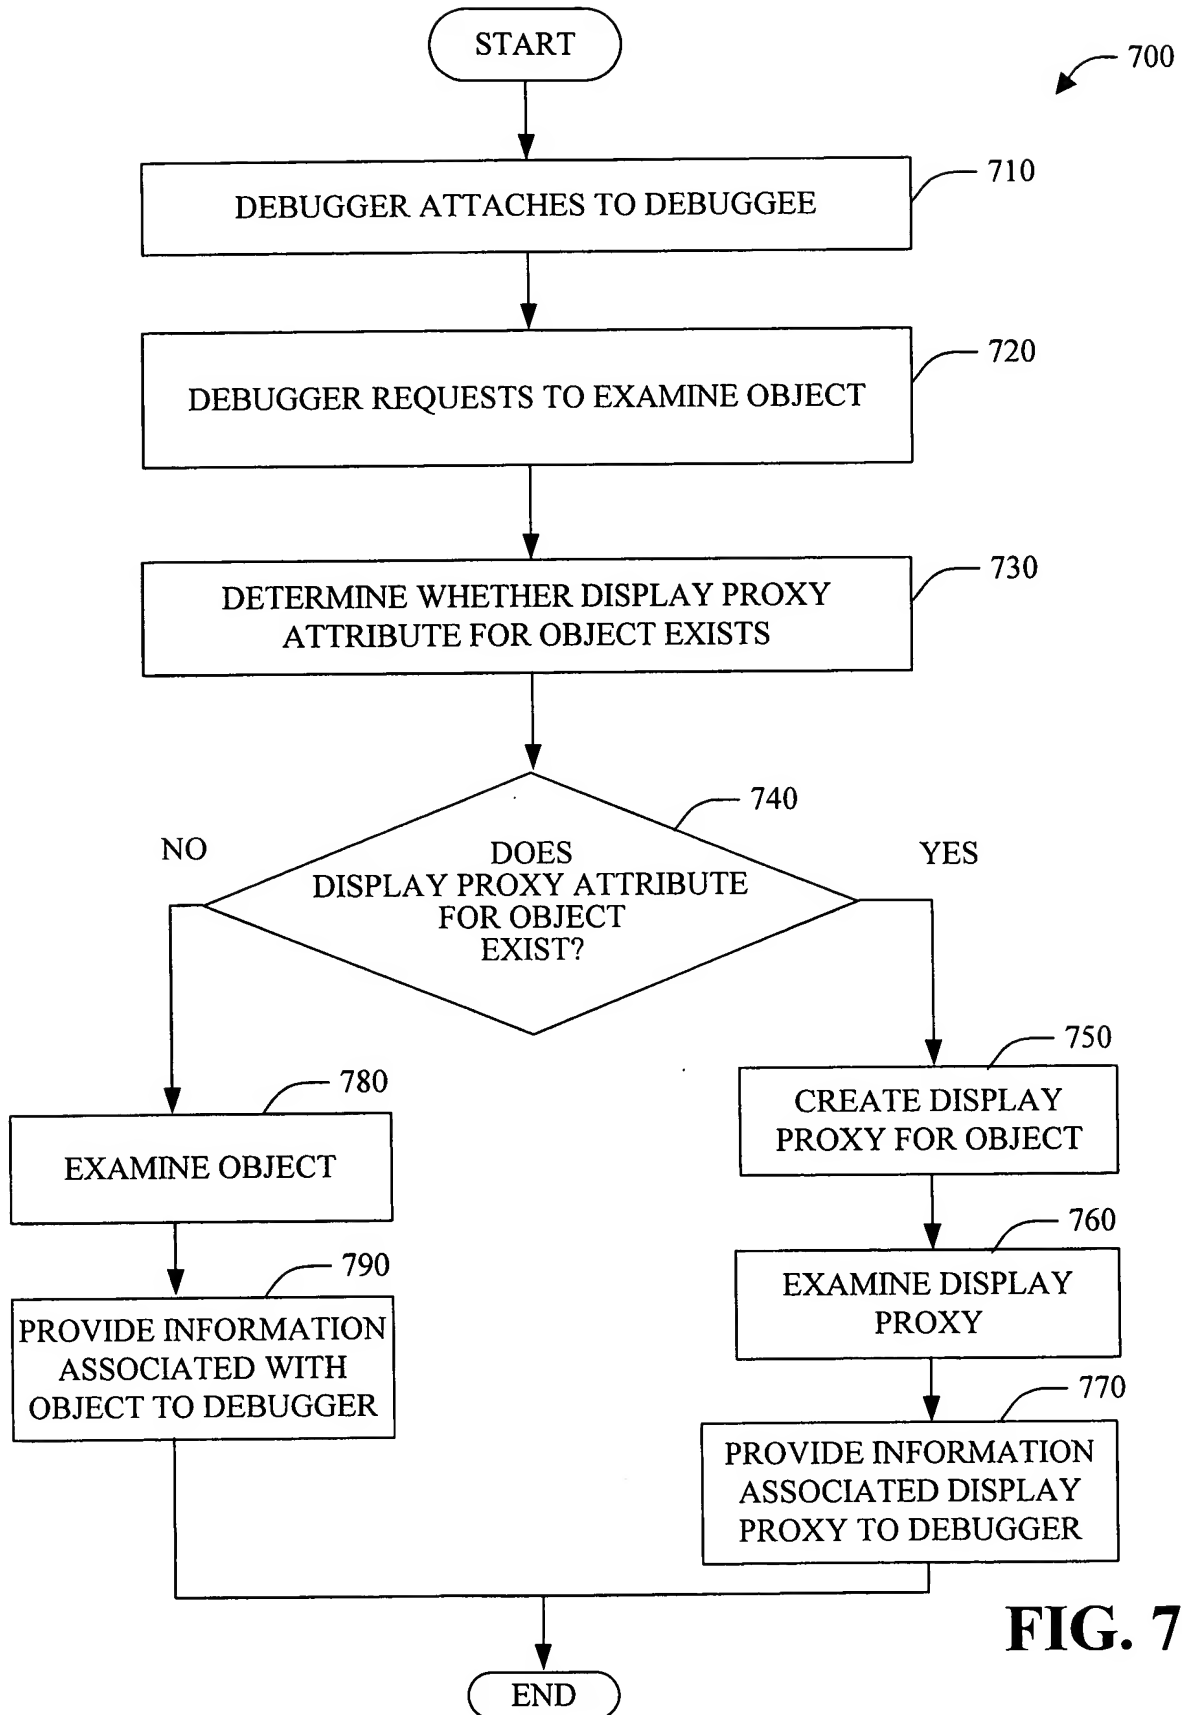 START
700
DEBUGGER ATTACHES TO DEBUGGEE
710
DEBUGGER REQUESTS TO EXAMINE OBJECT
720
DETERMINE WHETHER DISPLAY PROXY
ATTRIBUTE FOR OBJECT EXISTS
730
740
NO
YES
DOES
DISPLAY PROXY ATTRIBUTE
FOR OBJECT
EXIST?
780
EXAMINE OBJECT
790
PROVIDE INFORMATION
ASSOCIATED WITH
OBJECT TO DEBUGGER
750
CREATE DISPLAY
PROXY FOR OBJECT
760
EXAMINE DISPLAY
PROXY
770
PROVIDE INFORMATION
ASSOCIATED DISPLAY
PROXY TO DEBUGGER
FIG. 7
END